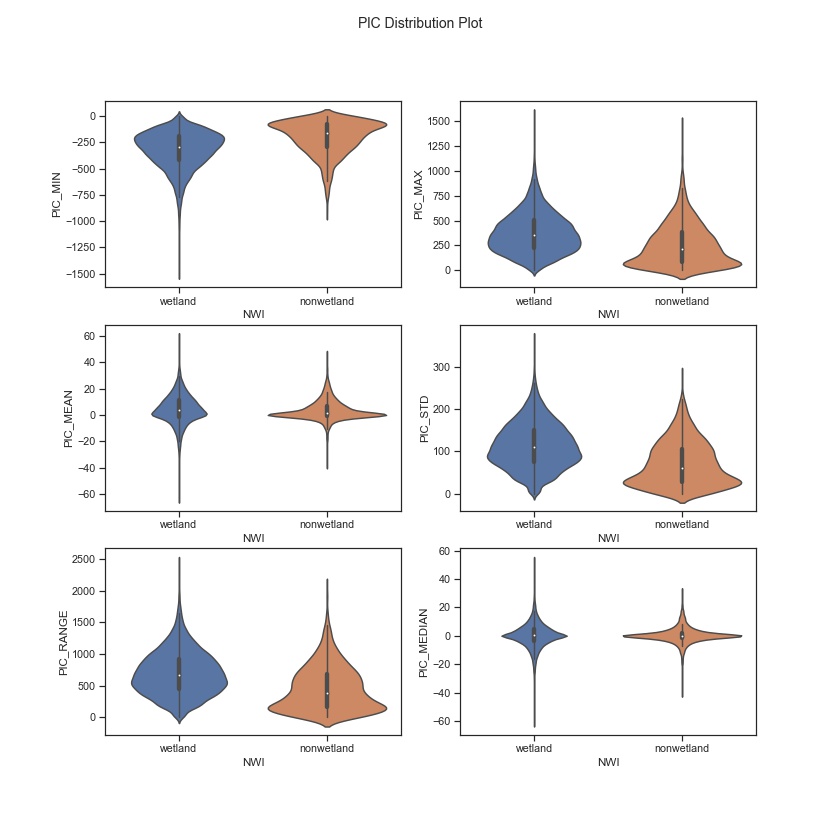 PIC Distribution Plot
0
−250
−500
−750
−1000
−1250
−1500
PIC_MIN
wetland nonwetland
NWI
1500
1250
1000
750
500
250
0
PIC_MAX
wetland nonwetland
NWI
60
40
20
0
−20
−40
−60
PIC_MEAN
wetland nonwetland
NWI
300
200
100
0
PIC_STD
wetland nonwetland
NWI
2500
2000
1500
1000
500
0
PIC_RANGE
wetland nonwetland
NWI
60
40
20
0
−20
−40
−60
PIC_MEDIAN
wetland nonwetland
NWI